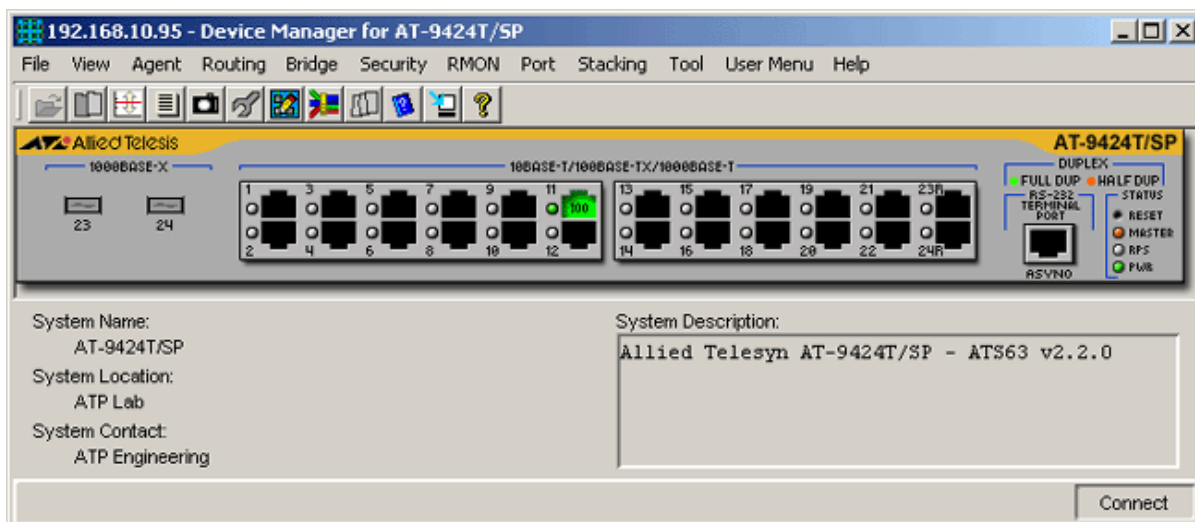 192.168.10.95 - Device Manager for AT-9424T/SP
File View Agent Routing Bridge Security RMON Port Stacking Tool User Menu Help
Allied Telesis
AT-9424T/SP
1000BASE-X
10BASE-T/100BASE-TX/1000BASE-T
DUPLEX
FULL DUP HALF DUP
1 3 5 7 9 11 13 15 17 19 21 23R
100
23 24
2 4 6 8 10 12 14 16 18 20 22 24R
RS-232
TERMINAL
PORT
ASYNO
STATUS
RESET
MASTER
RPS
PWR
System Name:
AT-9424T/SP
System Location:
ATP Lab
System Contact:
ATP Engineering
System Description:
Allied Telesyn AT-9424T/SP - ATS63 v2.2.0
Connect